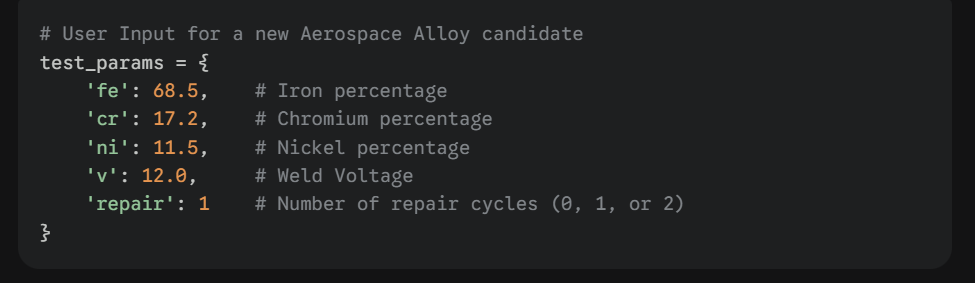 # User Input for a new Aerospace Alloy candidate
test_params = {
    'fe': 68.5,    # Iron percentage
    'cr': 17.2,    # Chromium percentage
    'ni': 11.5,    # Nickel percentage
    'v': 12.0,     # Weld Voltage
    'repair': 1    # Number of repair cycles (0, 1, or 2)
}